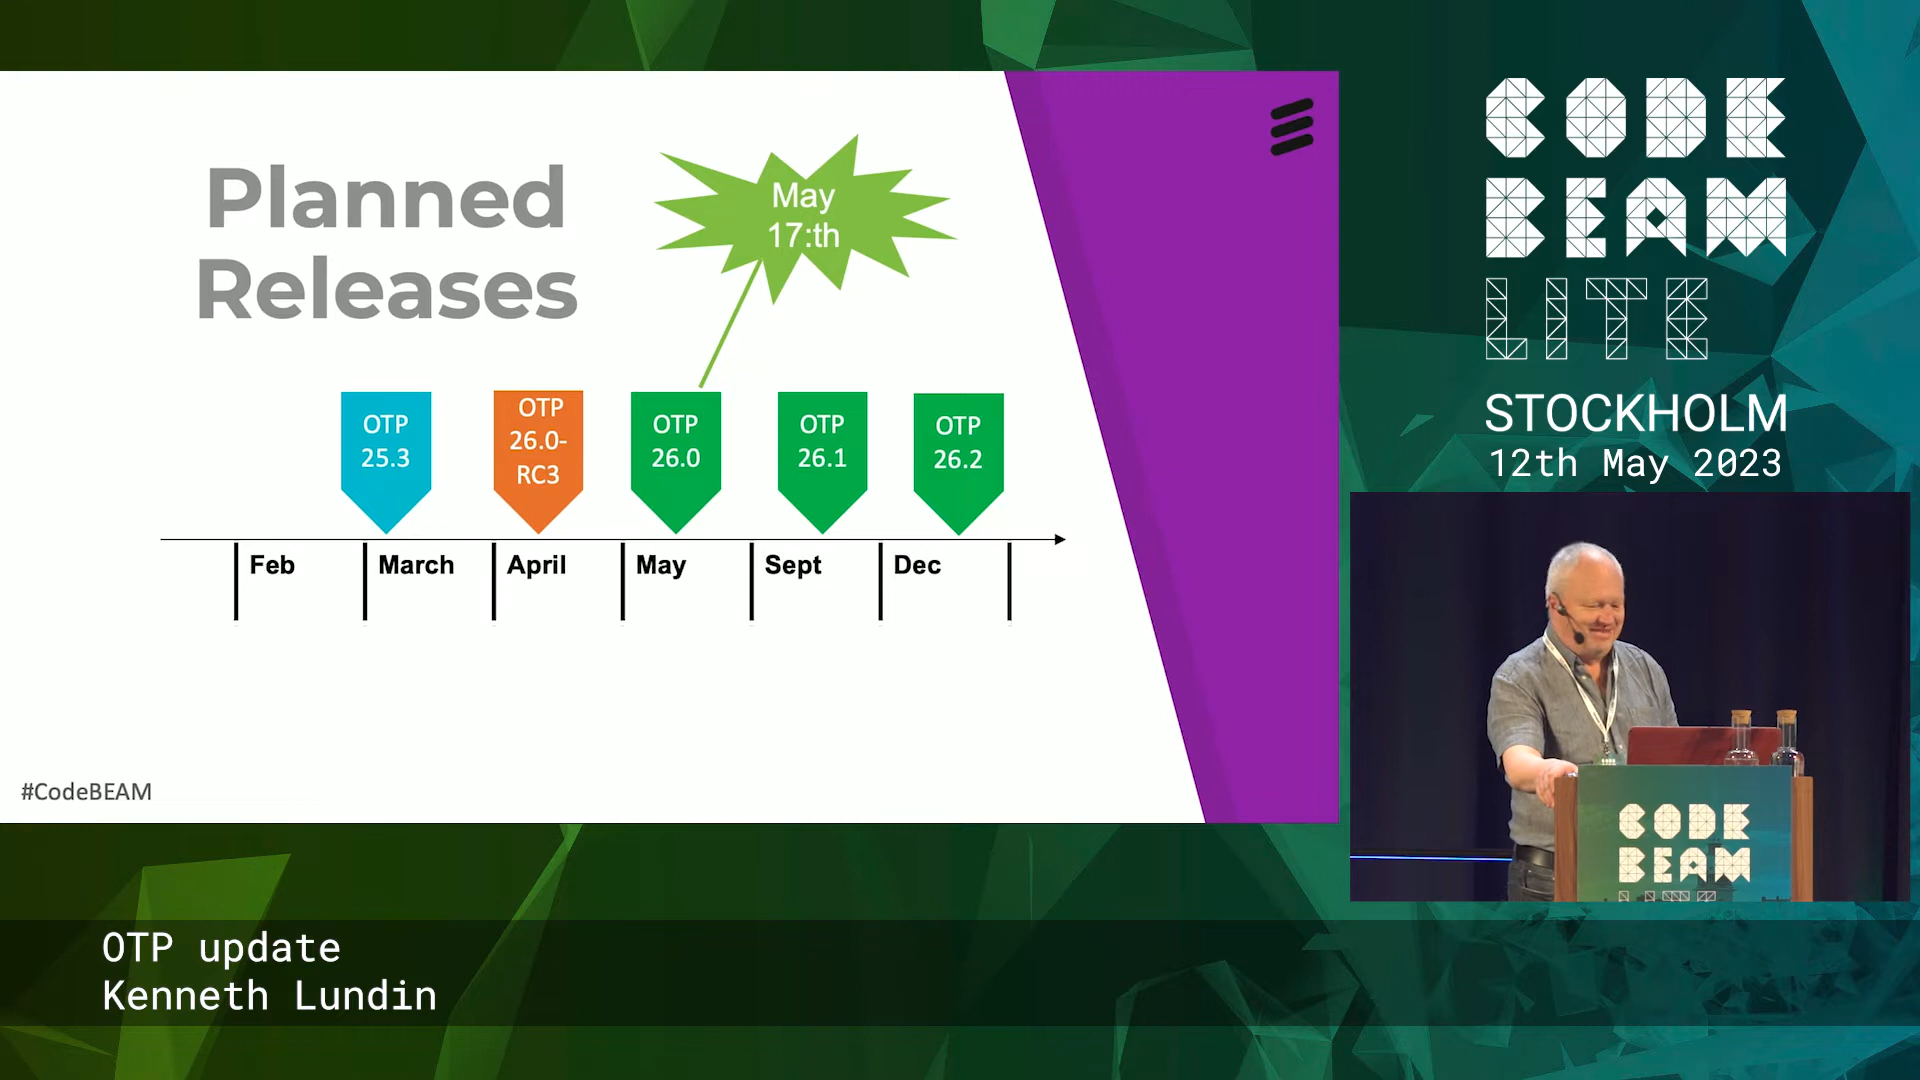 Planned
Releases
May
17:th
OTP
25.3
OTP
26.0-
RC3
OTP
26.0
OTP
26.1
OTP
26.2
Feb
March
April
May
Sept
Dec
#CodeBEAM
CODE
BEAM
LITE
STOCKHOLM
12th May 2023
CODE
BEAM
OTP update
Kenneth Lundin